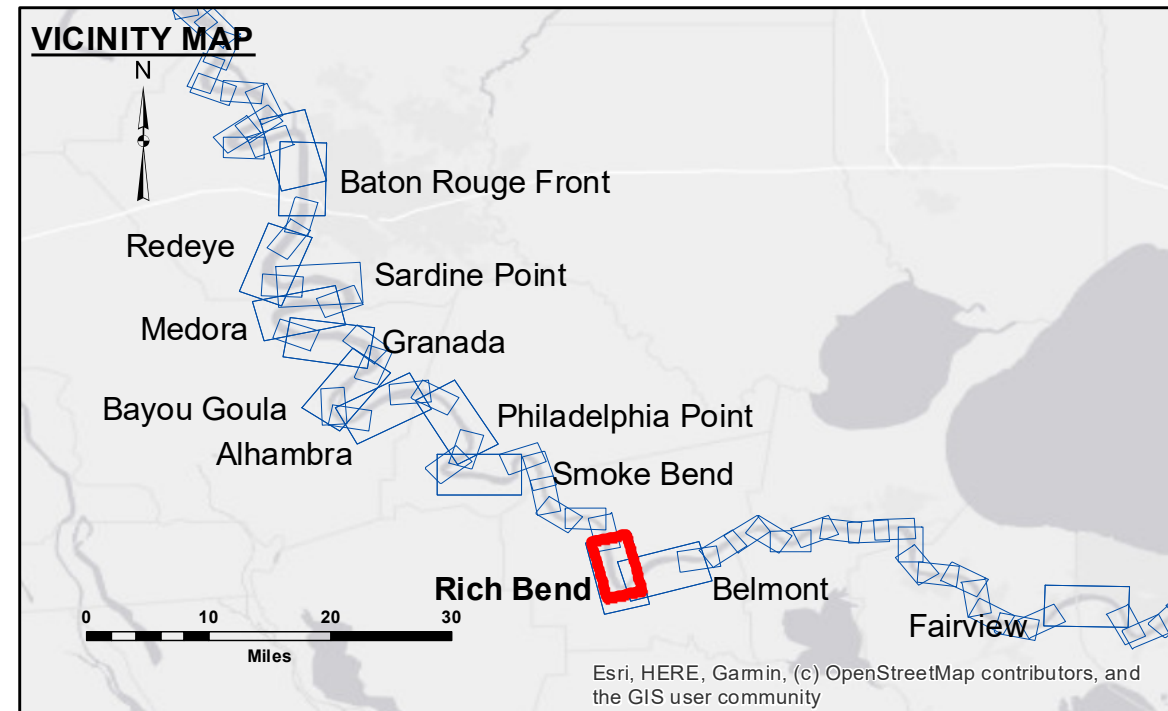 VICINITY MAP
N
Baton Rouge Front
Redeye
Sardine Point
Medora
Granada
Bayou Goula
Philadelphia Point
Alhambra
Smoke Bend
Rich Bend
Belmont
Fairview
0 10 20 30
Miles
Esri, HERE, Garmin, (c) OpenStreetMap contributors, and
the GIS user community